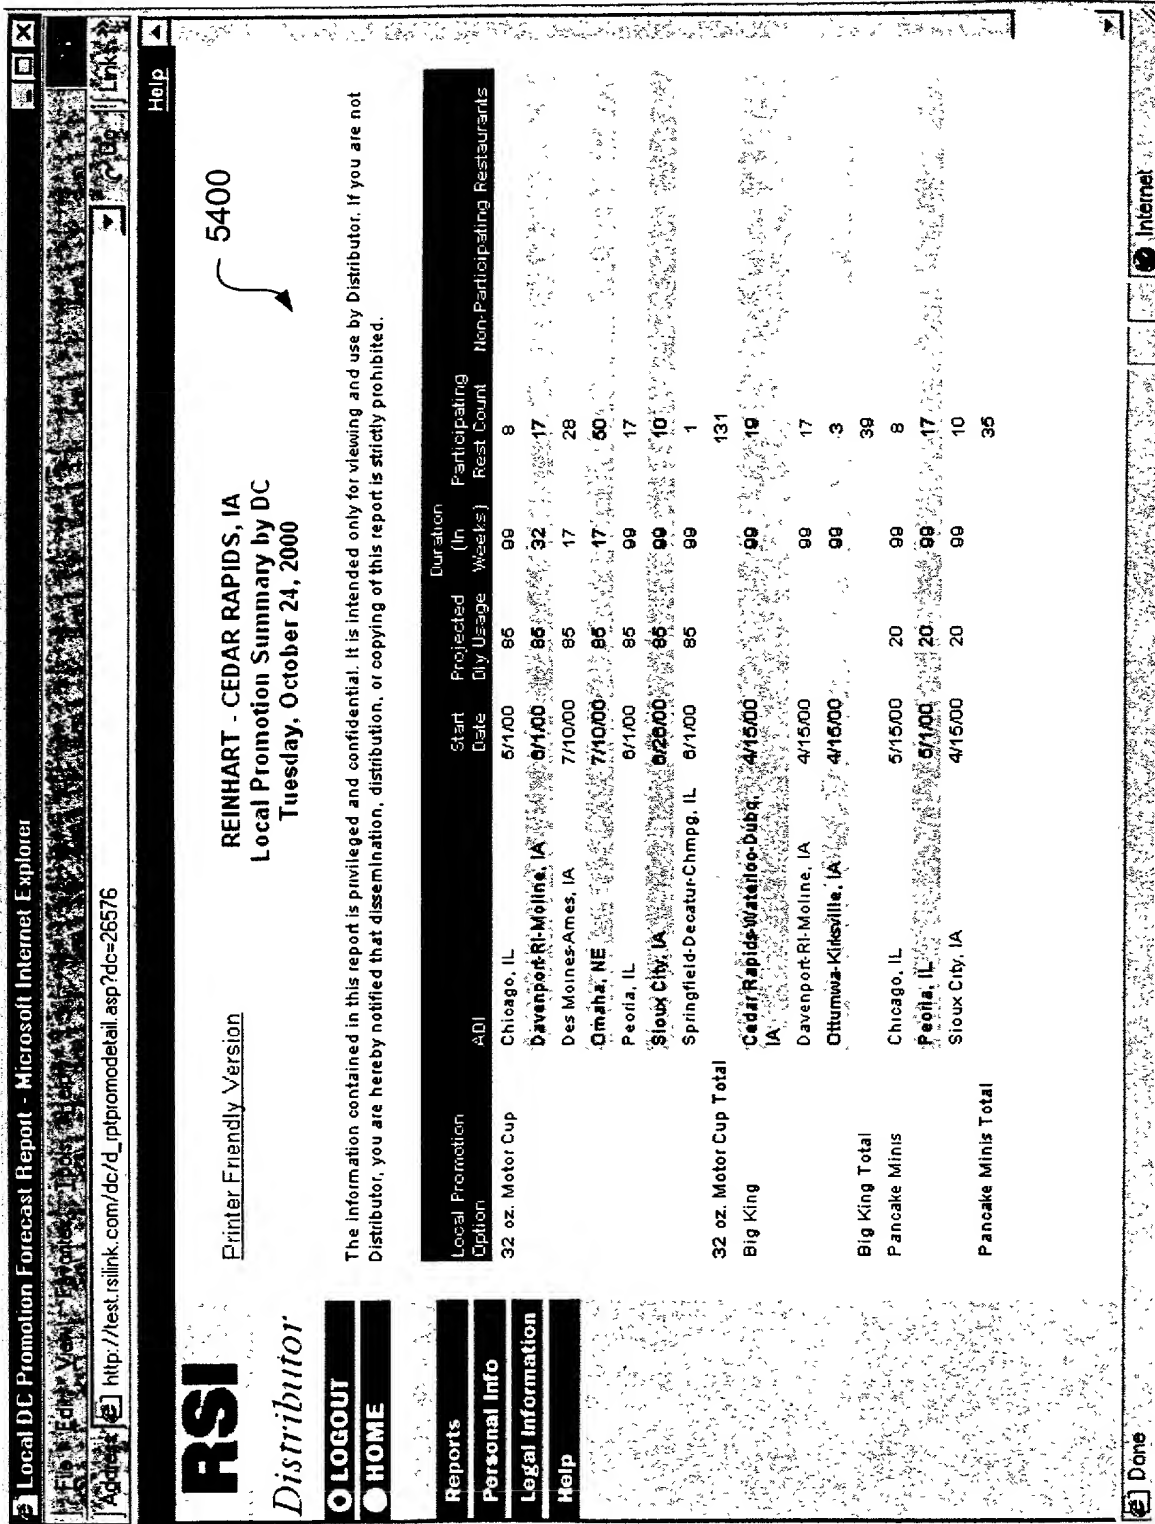 Local DC Promotion Forecast Report - Microsoft Internet Explorer
File Edit View Favorites Tools
Address http://test.rsilink.com/dc/d_rptpromodetail.asp?dc=26576 Go Links »
Help
RSI
Distributor
LOGOUT
HOME
Reports
Personal Info
Legal Information
Help
Printer Friendly Version
REINHART - CEDAR RAPIDS, IA
Local Promotion Summary by DC
Tuesday, October 24, 2000
5400
The information contained in this report is privileged and confidential. It is intended only for viewing and use by Distributor. If you are not
Distributor, you are hereby notified that dissemination, distribution, or copying of this report is strictly prohibited.
Local Promotion Option ADI Start Date Projected Dly Usage Duration (In Weeks) Participating Rest Count Non-Participating Restaurants
32 oz. Motor Cup Chicago, IL 5/1/00 85 99 8
Davenport-RI-Moline, IA 6/1/00 85 32 17
Des Moines-Ames, IA 7/10/00 85 17 28
Omaha, NE 7/10/00 85 17 50
Peoria, IL 6/1/00 85 99 17
Sioux City, IA 6/26/00 85 99 10
Springfield-Decatur-Chmpg, IL 6/1/00 85 99 1
32 oz. Motor Cup Total 131
Big King Cedar Rapids-Waterloo-Dubq, IA 4/15/00 99 19
Davenport-RI-Moline, IA 4/15/00 99 17
Ottumwa-Kirksville, IA 4/15/00 99 3
Big King Total 39
Pancake Minis Chicago, IL 5/15/00 20 99 8
Peoria, IL 5/1/00 20 99 17
Sioux City, IA 4/15/00 20 99 10
Pancake Minis Total 35
Done Internet